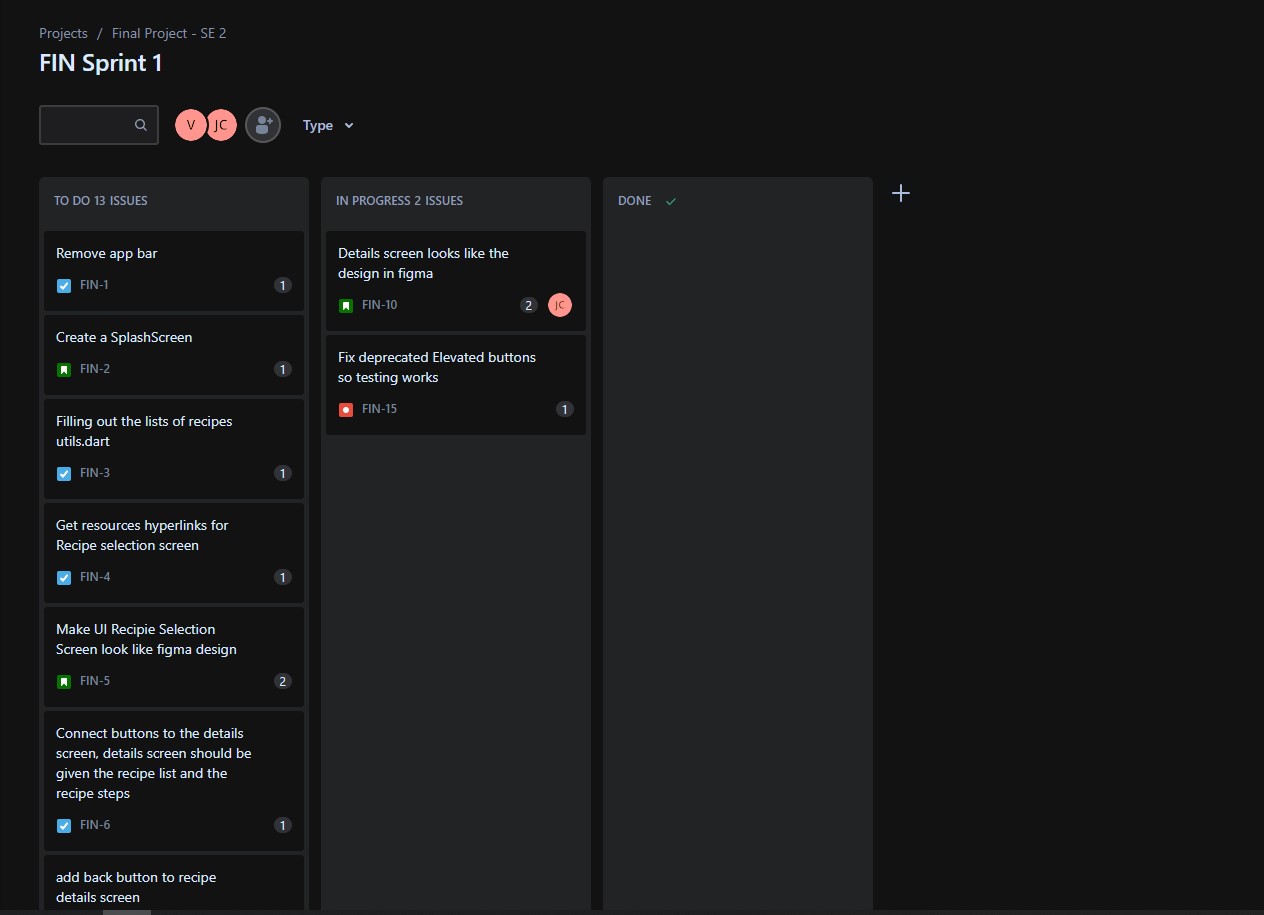 Projects / Final Project - SE 2
FIN Sprint 1
V JC Type
TO DO 13 ISSUES
Remove app bar
FIN-1 1
Create a SplashScreen
FIN-2 1
Filling out the lists of recipes
utils.dart
FIN-3 1
Get resources hyperlinks for
Recipe selection screen
FIN-4 1
Make UI Recipie Selection
Screen look like figma design
FIN-5 2
Connect buttons to the details
screen, details screen should be
given the recipe list and the
recipe steps
FIN-6 1
add back button to recipe
details screen
IN PROGRESS 2 ISSUES
Details screen looks like the
design in figma
FIN-10 2 JC
Fix deprecated Elevated buttons
so testing works
FIN-15 1
DONE